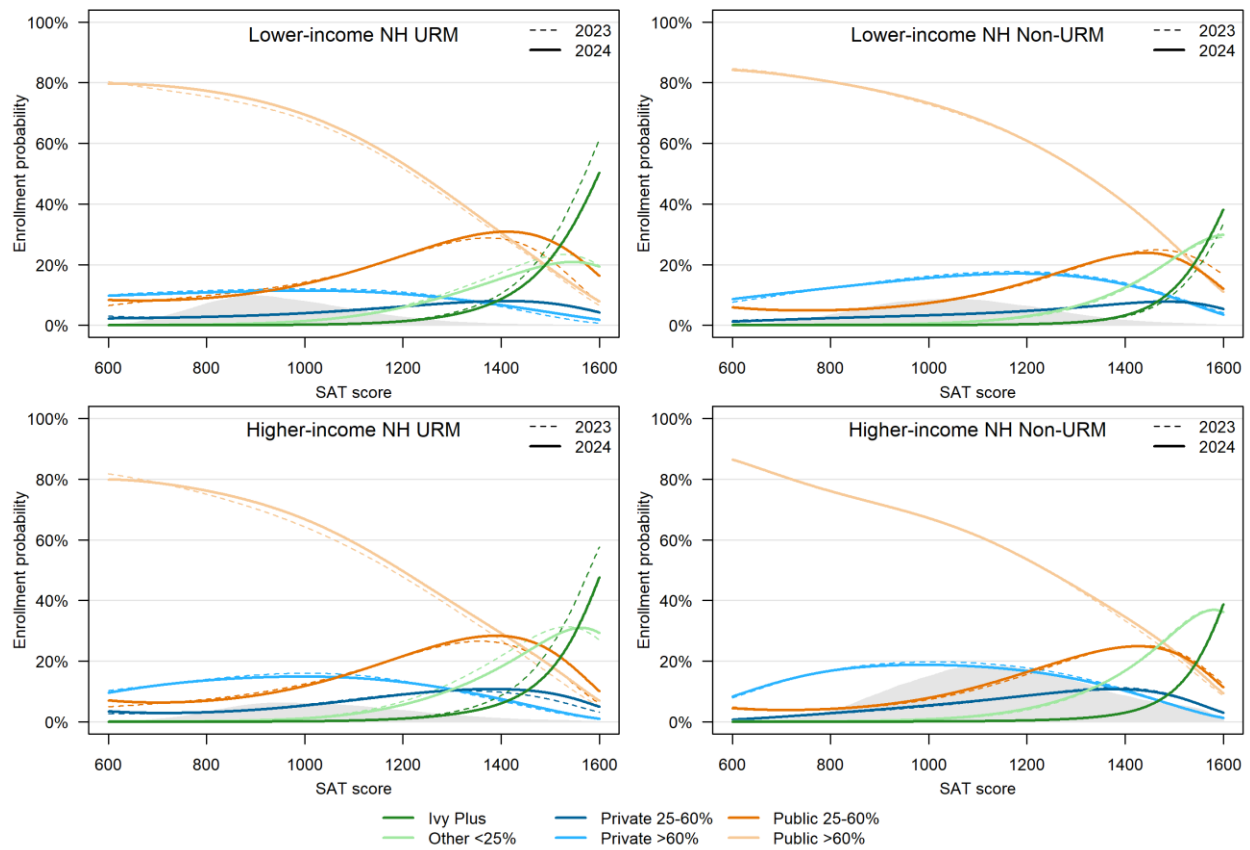 Lower-income NH URM
2023
2024
Enrollment probability
100%
80%
60%
40%
20%
0%
600 800 1000 1200 1400 1600
SAT score
Lower-income NH Non-URM
2023
2024
Enrollment probability
100%
80%
60%
40%
20%
0%
600 800 1000 1200 1400 1600
SAT score
Higher-income NH URM
2023
2024
Enrollment probability
100%
80%
60%
40%
20%
0%
600 800 1000 1200 1400 1600
SAT score
Higher-income NH Non-URM
2023
2024
Enrollment probability
100%
80%
60%
40%
20%
0%
600 800 1000 1200 1400 1600
SAT score
Ivy Plus Private 25-60% Public 25-60%
Other <25% Private >60% Public >60%